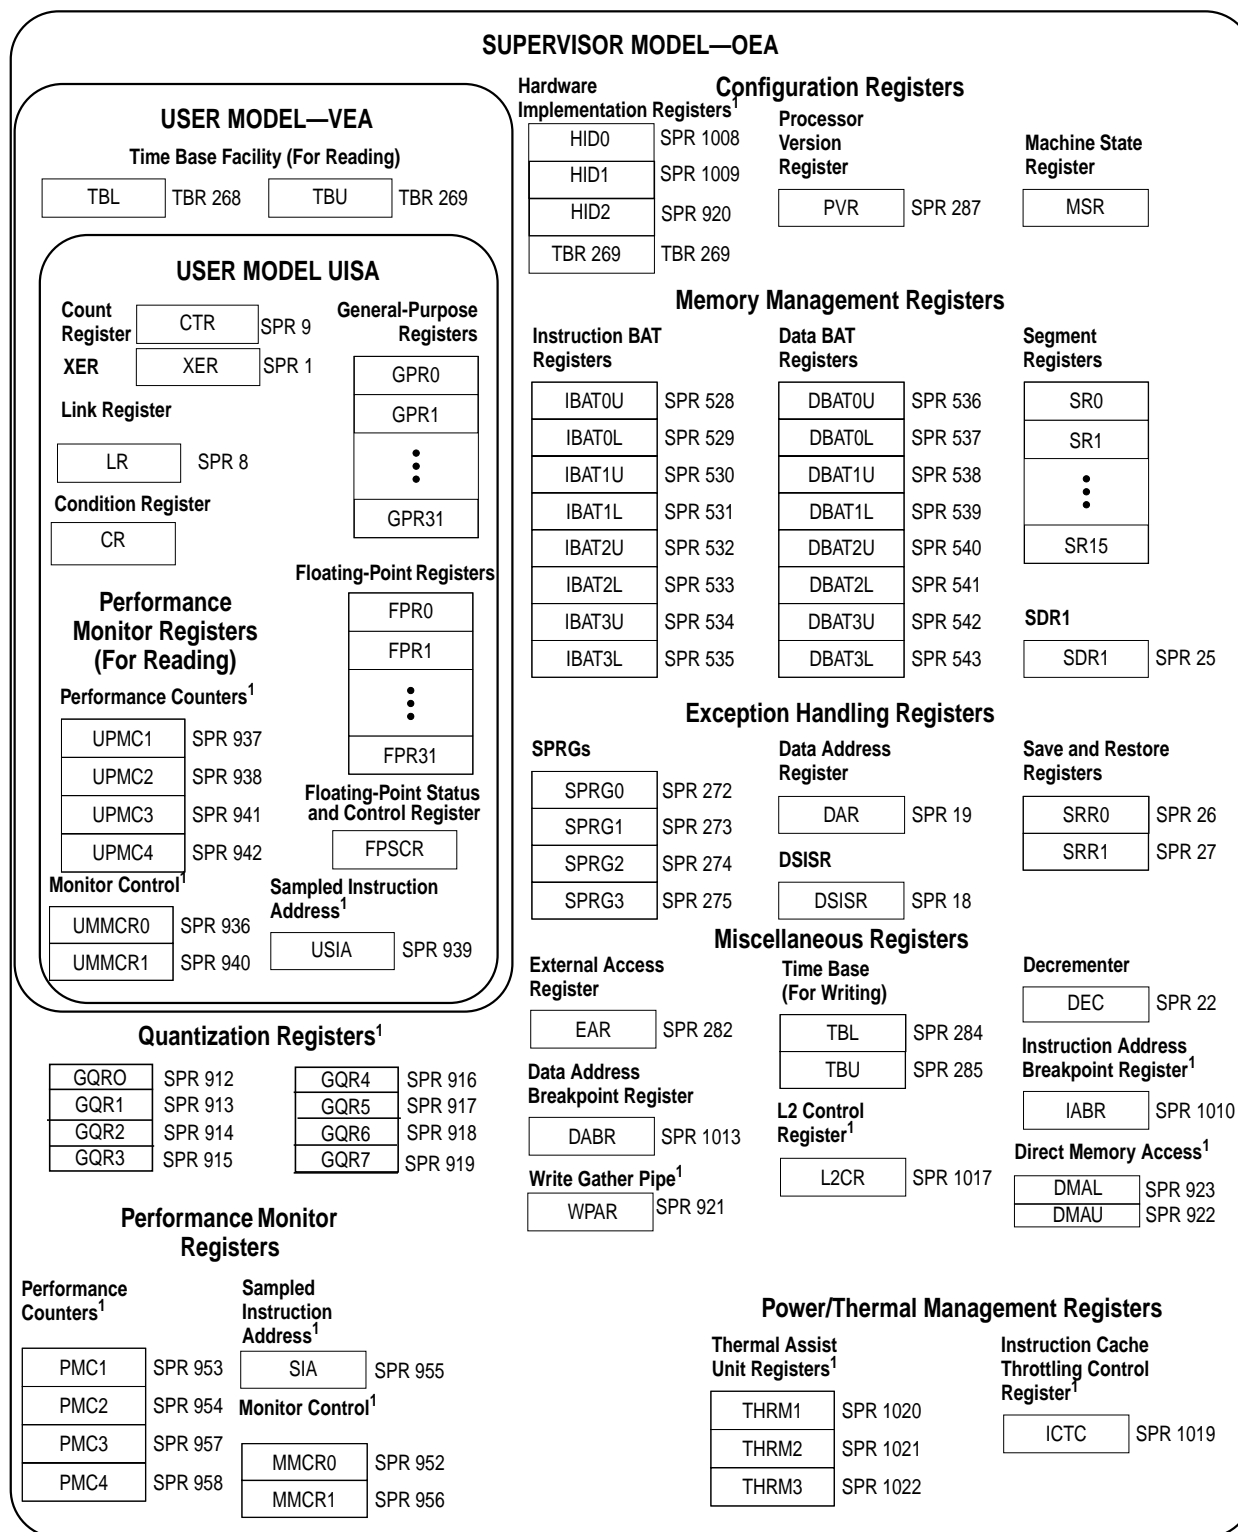 SUPERVISOR MODEL—OEA
USER MODEL—VEA
Time Base Facility (For Reading)
TBL TBR 268 TBU TBR 269
USER MODEL UISA
Count
Register
CTR SPR 9
XER XER SPR 1
Link Register
LR SPR 8
Condition Register
CR
General-Purpose
Registers
GPR0
GPR1
GPR31
Floating-Point Registers
FPR0
FPR1
FPR31
Floating-Point Status
and Control Register
FPSCR
Performance
Monitor Registers
(For Reading)
Performance Counters1
UPMC1 SPR 937
UPMC2 SPR 938
UPMC3 SPR 941
UPMC4 SPR 942
Monitor Control1
UMMCR0 SPR 936
UMMCR1 SPR 940
Sampled Instruction
Address1
USIA SPR 939
Quantization Registers1
GQRO SPR 912 GQR4 SPR 916
GQR1 SPR 913 GQR5 SPR 917
GQR2 SPR 914 GQR6 SPR 918
GQR3 SPR 915 GQR7 SPR 919
Performance Monitor
Registers
Performance
Counters1
PMC1 SPR 953
PMC2 SPR 954
PMC3 SPR 957
PMC4 SPR 958
Sampled
Instruction
Address1
SIA SPR 955
Monitor Control1
MMCR0 SPR 952
MMCR1 SPR 956
Configuration Registers
Hardware
Implementation Registers1
HID0 SPR 1008
HID1 SPR 1009
HID2 SPR 920
TBR 269 TBR 269
Processor
Version
Register
PVR SPR 287
Machine State
Register
MSR
Memory Management Registers
Instruction BAT
Registers
IBAT0U SPR 528
IBAT0L SPR 529
IBAT1U SPR 530
IBAT1L SPR 531
IBAT2U SPR 532
IBAT2L SPR 533
IBAT3U SPR 534
IBAT3L SPR 535
Data BAT
Registers
DBAT0U SPR 536
DBAT0L SPR 537
DBAT1U SPR 538
DBAT1L SPR 539
DBAT2U SPR 540
DBAT2L SPR 541
DBAT3U SPR 542
DBAT3L SPR 543
Segment
Registers
SR0
SR1
SR15
SDR1
SDR1 SPR 25
Exception Handling Registers
SPRGs
SPRG0 SPR 272
SPRG1 SPR 273
SPRG2 SPR 274
SPRG3 SPR 275
Data Address
Register
DAR SPR 19
DSISR
DSISR SPR 18
Save and Restore
Registers
SRR0 SPR 26
SRR1 SPR 27
Miscellaneous Registers
External Access
Register
EAR SPR 282
Data Address
Breakpoint Register
DABR SPR 1013
Write Gather Pipe1
WPAR SPR 921
Time Base
(For Writing)
TBL SPR 284
TBU SPR 285
L2 Control
Register1
L2CR SPR 1017
Decrementer
DEC SPR 22
Instruction Address
Breakpoint Register1
IABR SPR 1010
Direct Memory Access1
DMAL SPR 923
DMAU SPR 922
Power/Thermal Management Registers
Thermal Assist
Unit Registers1
THRM1 SPR 1020
THRM2 SPR 1021
THRM3 SPR 1022
Instruction Cache
Throttling Control
Register1
ICTC SPR 1019